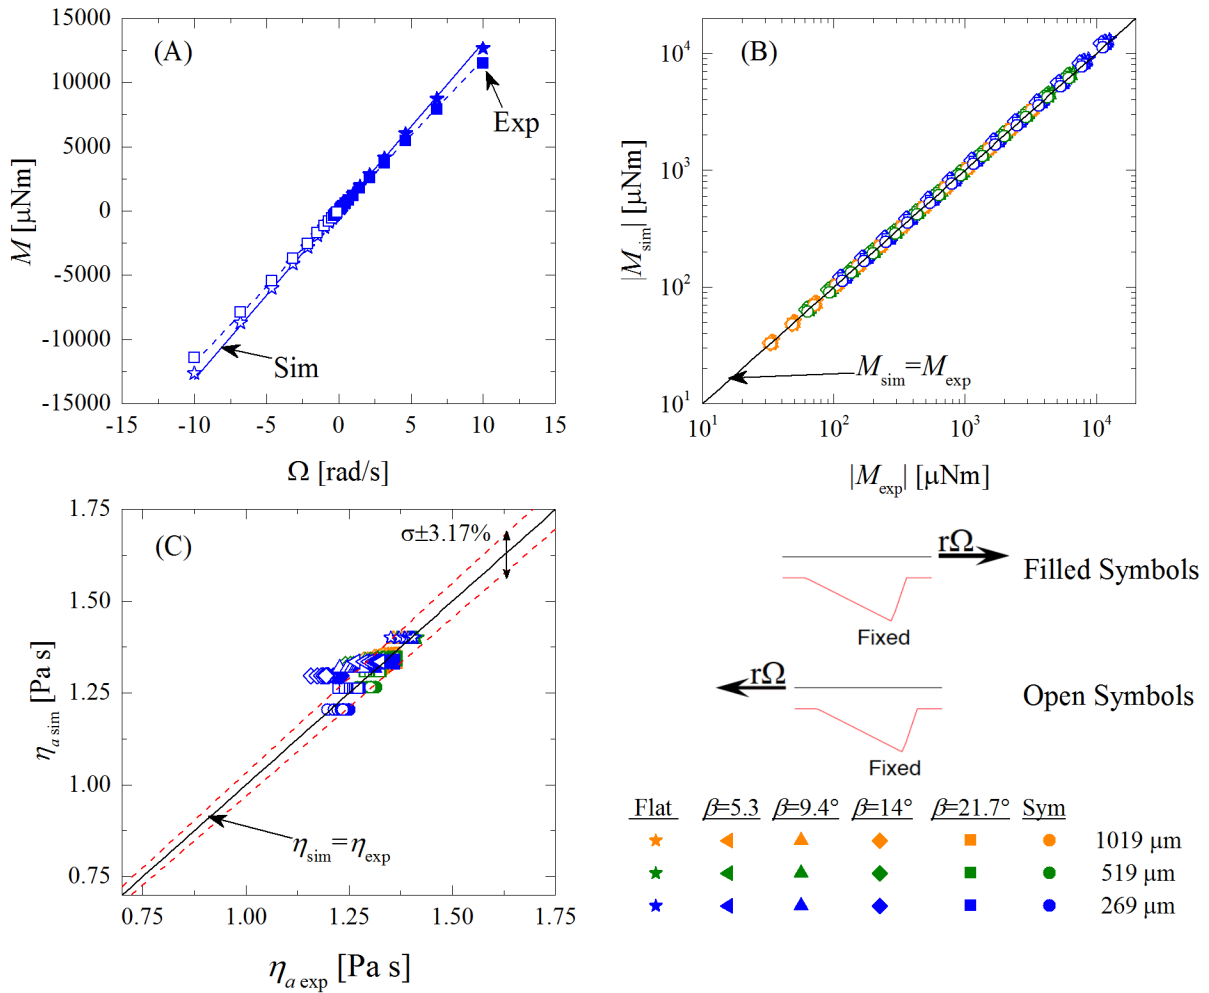 (A)
15000
10000
5000
0
-5000
-10000
-15000
M [μNm]
-15 -10 -5 0 5 10 15
Ω [rad/s]
Exp
Sim
(B)
10⁴
10³
10²
10¹
|M_sim| [μNm]
10¹ 10² 10³ 10⁴
|M_exp| [μNm]
M_sim=M_exp
(C)
1.75
1.50
1.25
1.00
0.75
η_a sim [Pa s]
0.75 1.00 1.25 1.50 1.75
η_a exp [Pa s]
σ±3.17%
η_sim=η_exp
rΩ
Filled Symbols
Fixed
rΩ
Open Symbols
Fixed
Flat β=5.3 β=9.4° β=14° β=21.7° Sym
1019 μm
519 μm
269 μm